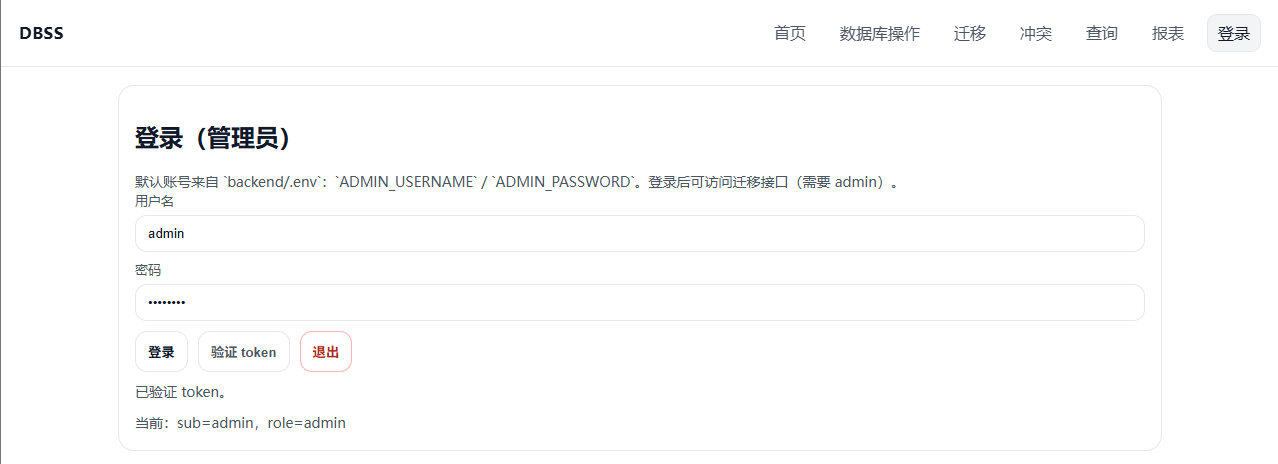 DBSS 首页 数据库操作 迁移 冲突 查询 报表 登录
登录（管理员）
默认账号来自 `backend/.env`：`ADMIN_USERNAME` / `ADMIN_PASSWORD`。登录后可访问迁移接口（需要 admin）。
用户名
admin
密码
••••••••
登录 验证 token 退出
已验证 token。
当前：sub=admin，role=admin